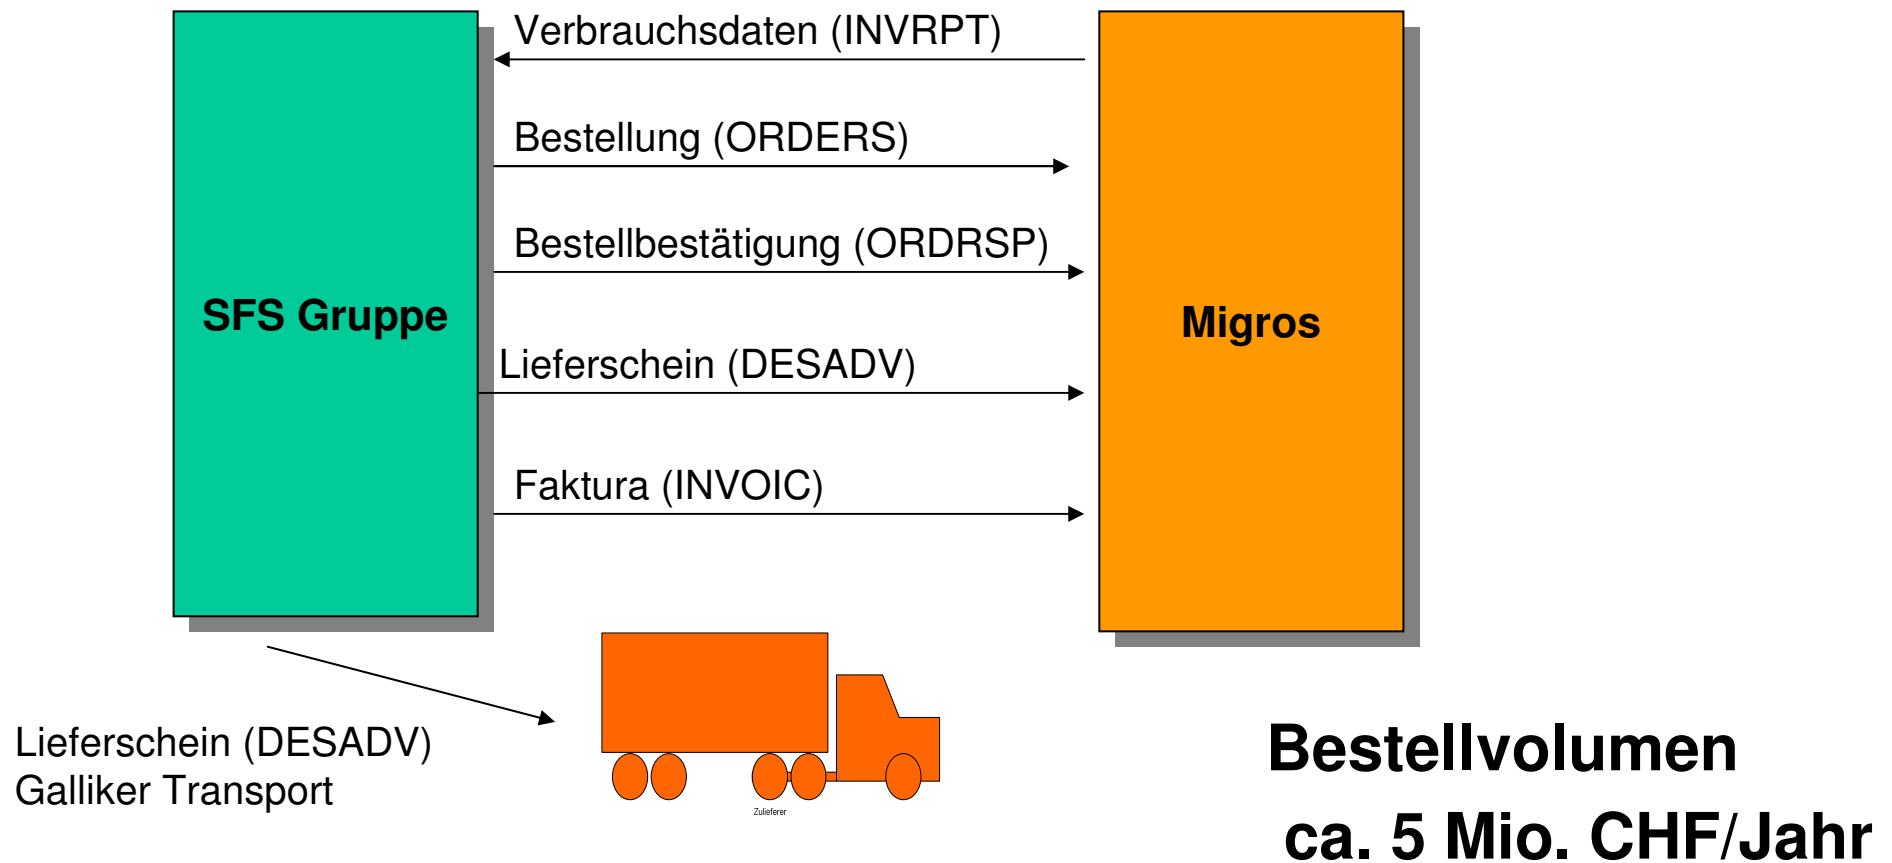 Verbrauchsdaten (INVRPT)
Bestellung (ORDERS)
Bestellbestätigung (ORDRSP)
SFS Gruppe
Migros
Lieferschein (DESADV)
Faktura (INVOIC)
Lieferschein (DESADV)
Galliker Transport
Zulieferer
Bestellvolumen
ca. 5 Mio. CHF/Jahr